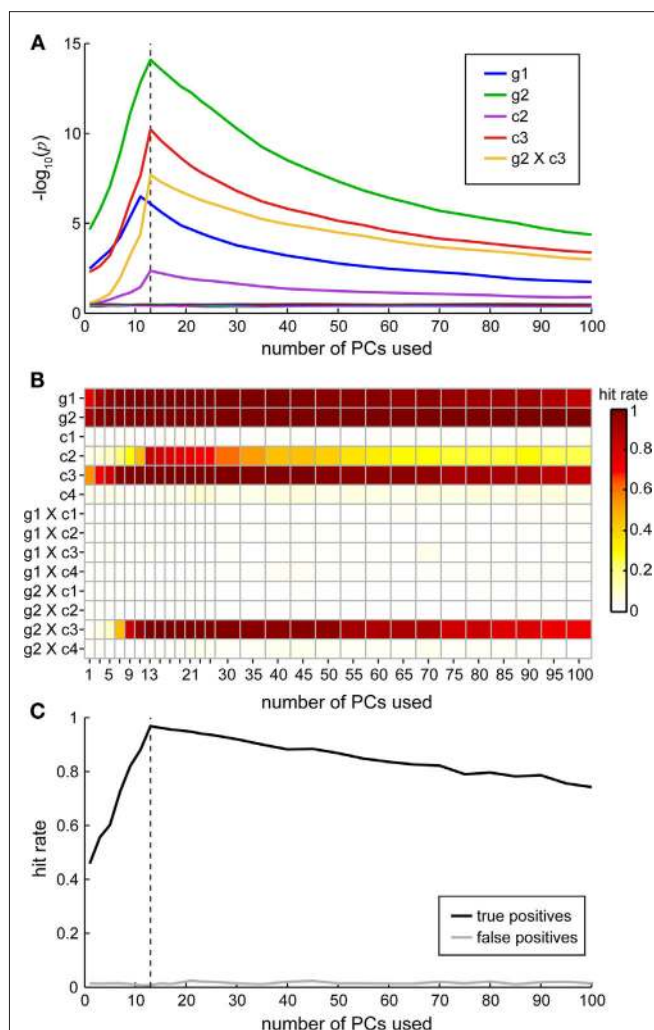 A
15
10
5
0
-log10(p)
g1
g2
c2
c3
g2 X c3
0 10 20 30 40 50 60 70 80 90 100
number of PCs used
B
hit rate
g1
g2
c1
c2
c3
c4
g1 X c1
g1 X c2
g1 X c3
g1 X c4
g2 X c1
g2 X c2
g2 X c3
g2 X c4
1
0.8
0.6
0.4
0.2
0
1 5 9 13 21 30 35 40 45 50 55 60 65 70 75 80 85 90 95 100
number of PCs used
C
1
0.8
0.6
0.4
0.2
0
hit rate
true positives
false positives
0 10 20 30 40 50 60 70 80 90 100
number of PCs used